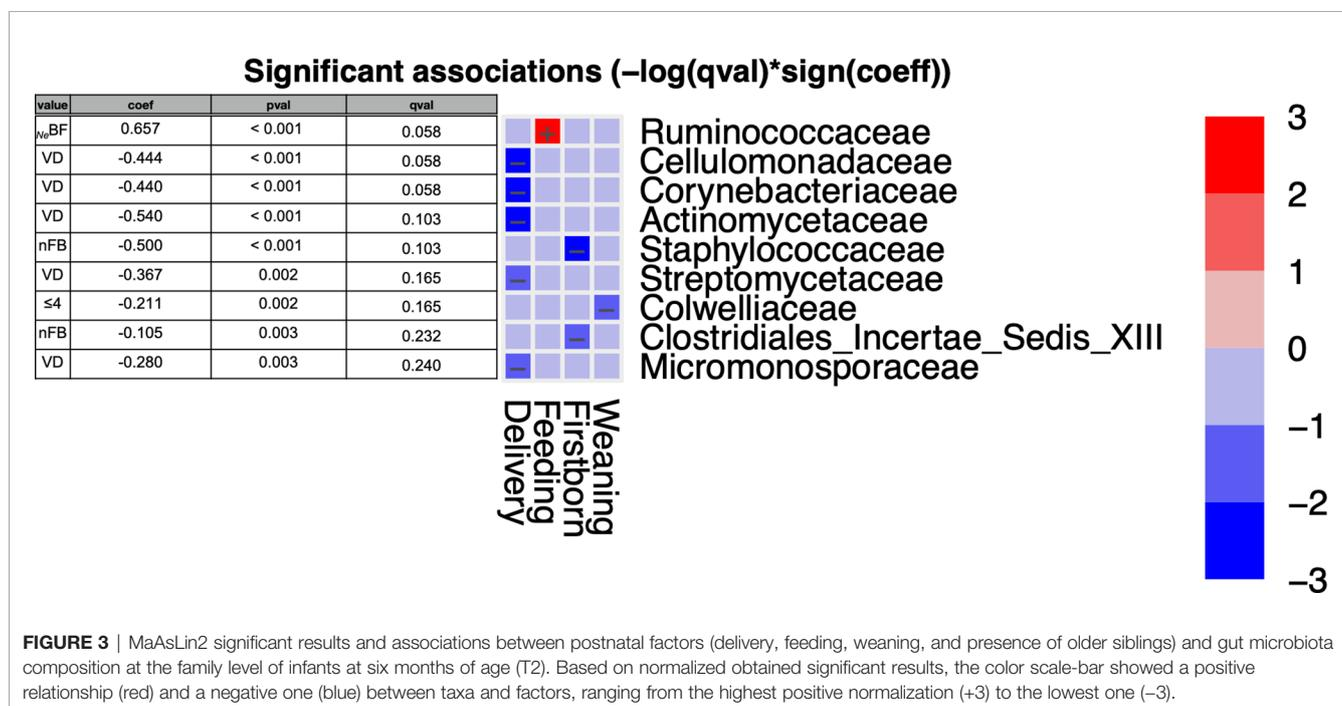 Significant associations (−log(qval)*sign(coeff))
value coef pval qval
NeBF 0.657 < 0.001 0.058 + Ruminococcaceae
VD -0.444 < 0.001 0.058 − Cellulomonadaceae
VD -0.440 < 0.001 0.058 − Corynebacteriaceae
VD -0.540 < 0.001 0.103 − Actinomycetaceae
nFB -0.500 < 0.001 0.103 − Staphylococcaceae
VD -0.367 0.002 0.165 − Streptomycetaceae
≤4 -0.211 0.002 0.165 − Colwelliaceae
nFB -0.105 0.003 0.232 − Clostridiales_Incertae_Sedis_XIII
VD -0.280 0.003 0.240 − Micromonosporaceae
Delivery
Feeding
Firstborn
Weaning
3
2
1
0
−1
−2
−3
FIGURE 3 | MaAsLin2 significant results and associations between postnatal factors (delivery, feeding, weaning, and presence of older siblings) and gut microbiota
composition at the family level of infants at six months of age (T2). Based on normalized obtained significant results, the color scale-bar showed a positive
relationship (red) and a negative one (blue) between taxa and factors, ranging from the highest positive normalization (+3) to the lowest one (−3).